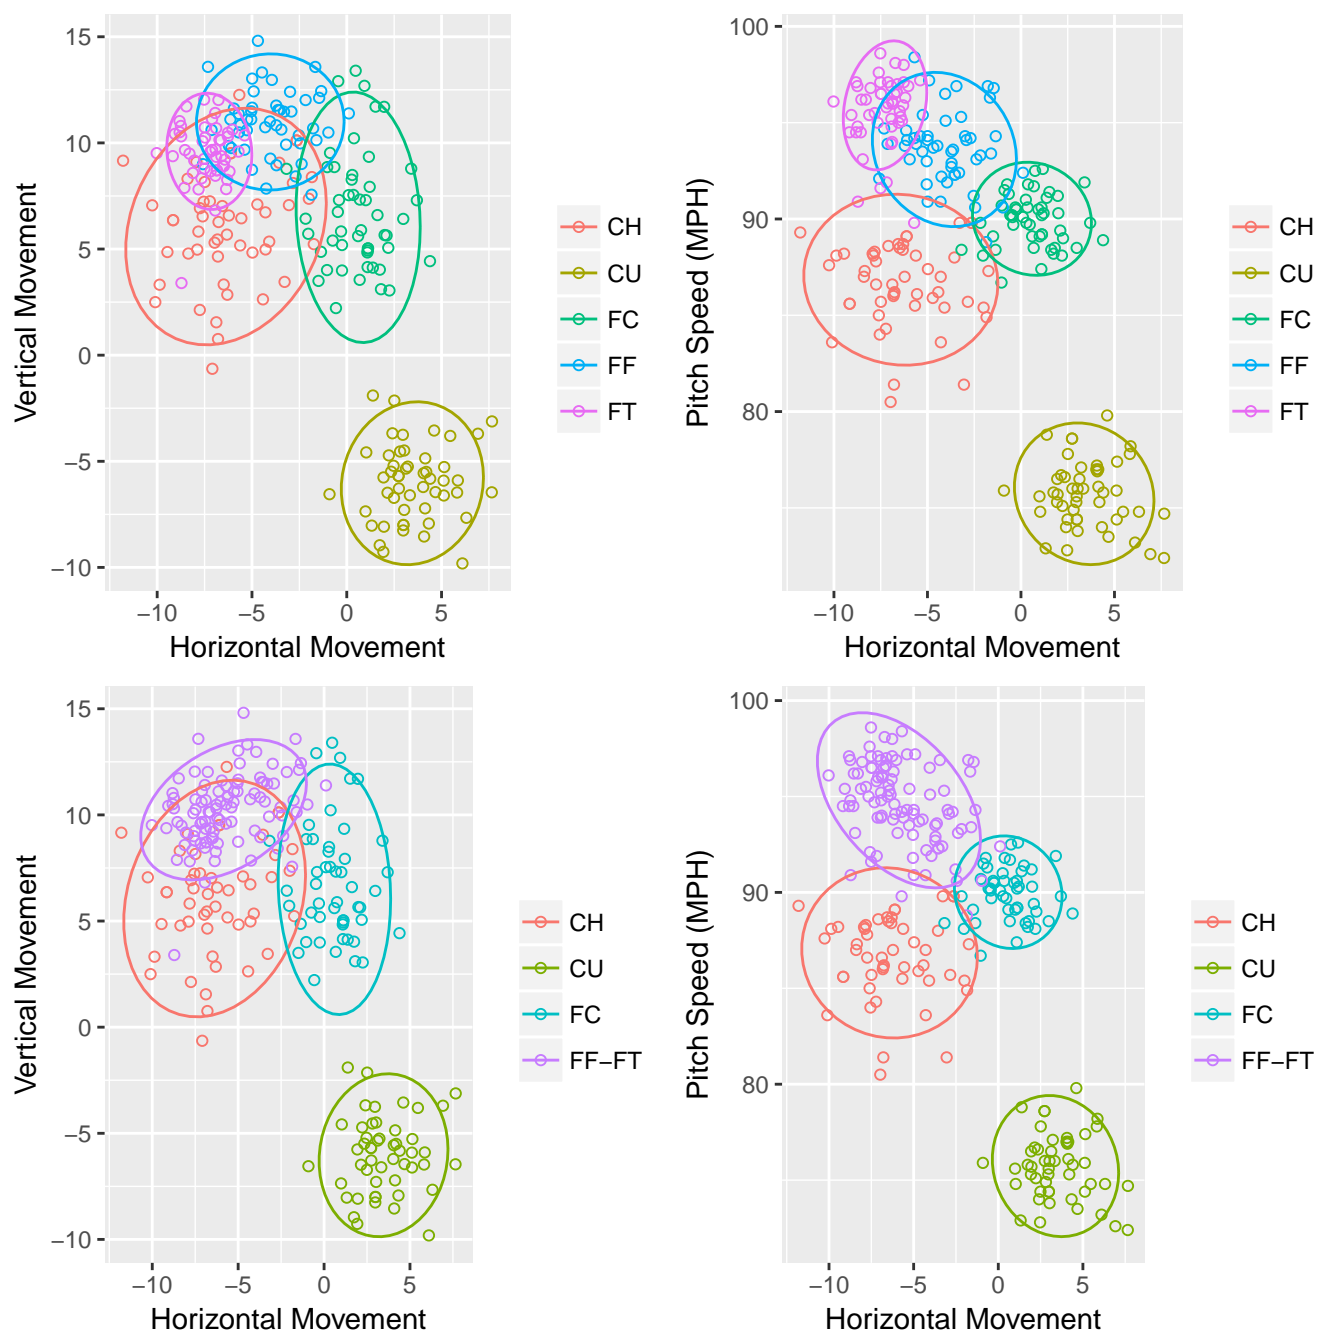 15
10
5
0
−5
−10
−10
−5
0
5
Vertical Movement
Horizontal Movement
CH
CU
FC
FF
FT
100
90
80
−10
−5
0
5
Pitch Speed (MPH)
Horizontal Movement
CH
CU
FC
FF
FT
15
10
5
0
−5
−10
−10
−5
0
5
Vertical Movement
Horizontal Movement
CH
CU
FC
FF−FT
100
90
80
−10
−5
0
5
Pitch Speed (MPH)
Horizontal Movement
CH
CU
FC
FF−FT